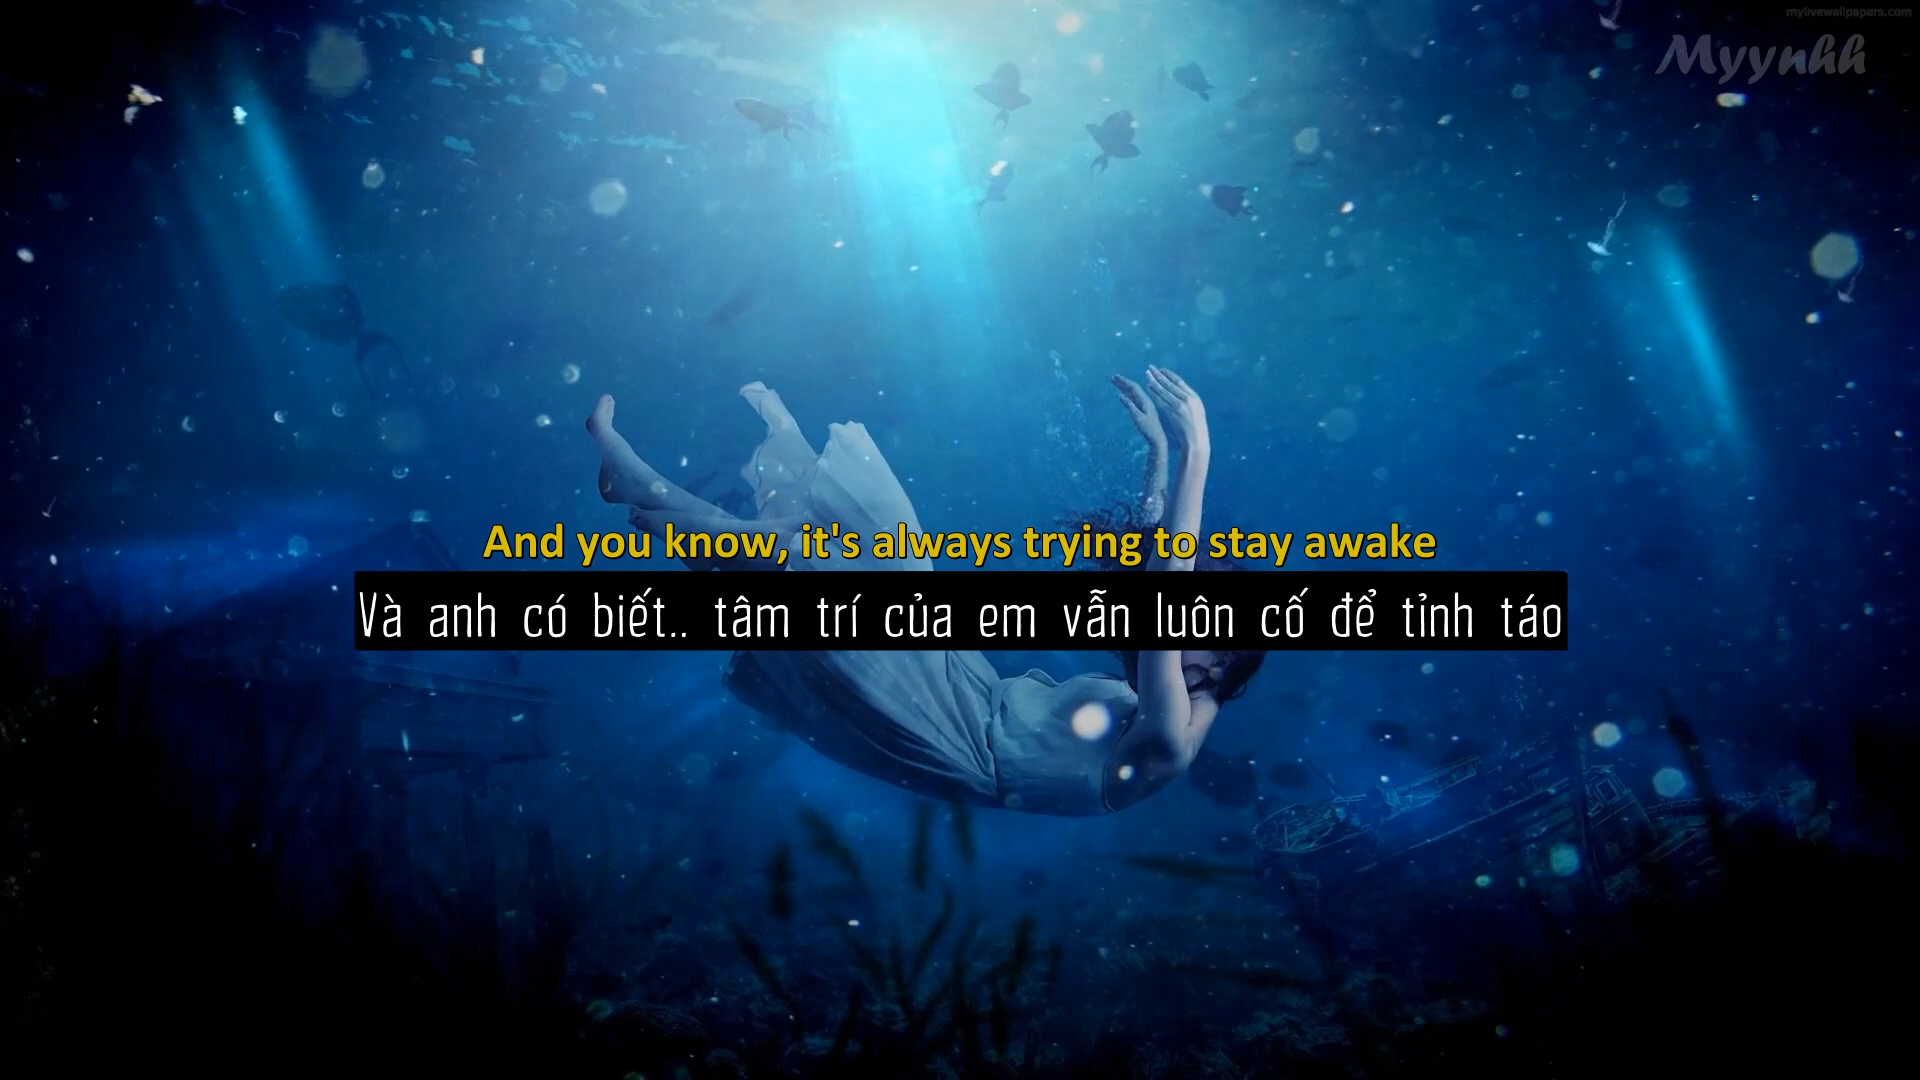 mylivewallpapers.com
Myynhh
And you know, it's always trying to stay awake
Và anh có biết.. tâm trí của em vẫn luôn cố để tỉnh táo